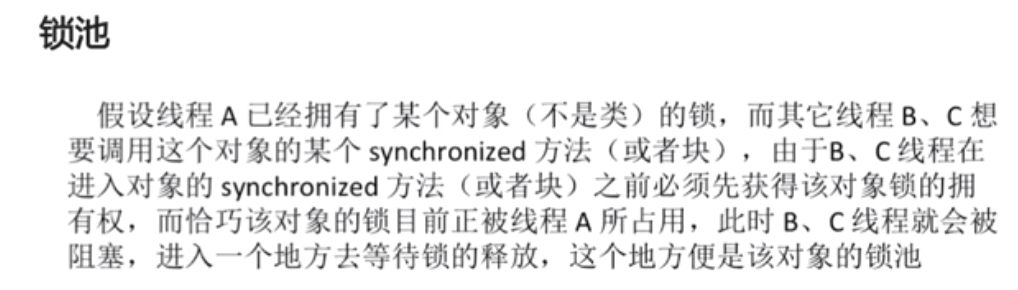 锁池
假设线程 A 已经拥有了某个对象（不是类）的锁，而其它线程 B、C 想
要调用这个对象的某个 synchronized 方法（或者块），由于B、C 线程在
进入对象的 synchronized 方法（或者块）之前必须先获得该对象锁的拥
有权，而恰巧该对象的锁目前正被线程 A 所占用，此时 B、C 线程就会被
阻塞，进入一个地方去等待锁的释放，这个地方便是该对象的锁池